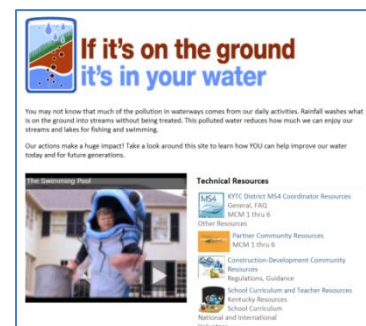 If it's on the ground
it's in your water
You may not know that much of the pollution in waterways comes from our daily activities. Rainfall washes what
is on the ground into streams without being treated. This polluted water reduces how much we can enjoy our
streams and lakes for fishing and swimming.
Our actions make a huge impact! Take a look around this site to learn how YOU can help improve our water
today and for future generations.
The Swimming Pool
Technical Resources
MS4
KYTC District MS4 Coordinator Resources
General, FAQ
MCM 1 thru 6
Other Resources
Partner Community Resources
MCM 1 thru 6
Construction-Development Community
Resources
Regulations, Guidance
School Curriculum and Teacher Resources
Kentucky Resources
School Curriculum
National and International